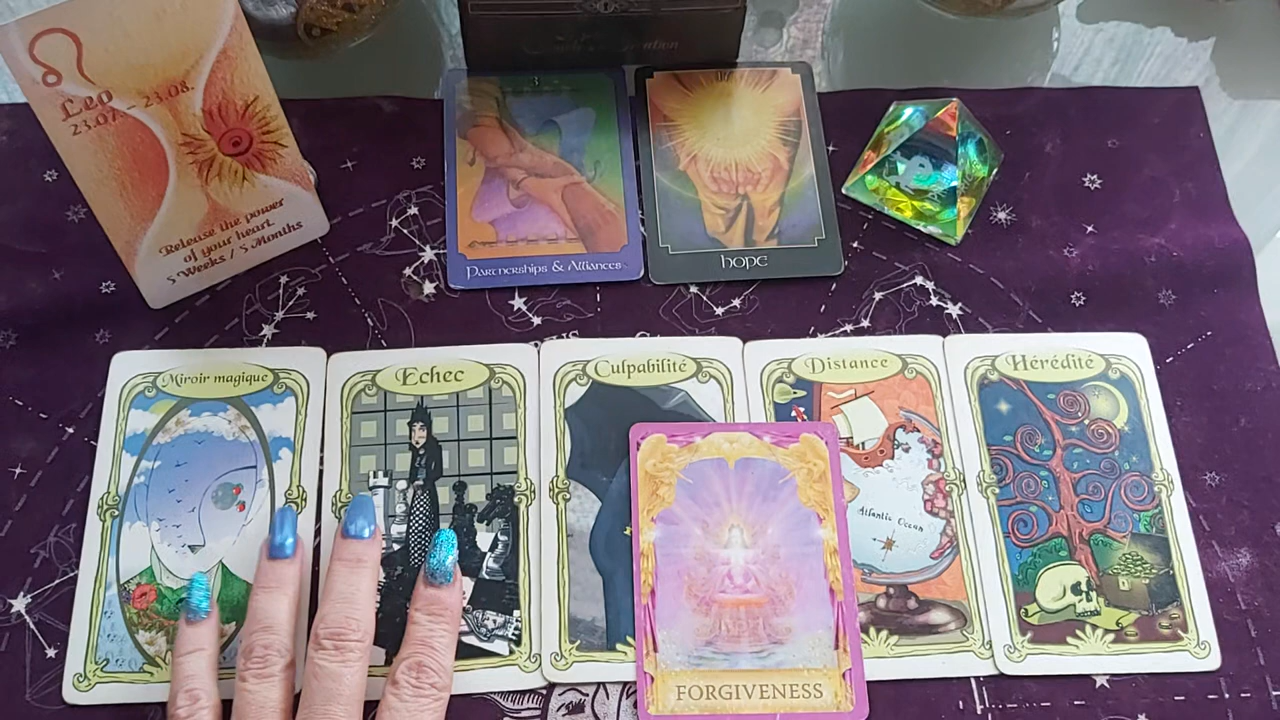 Leo
23.07. - 23.08.
Release the power
of your heart
5 Weeks / 5 Months
3
Partnerships & Alliances
17
hope
Miroir magique
Echec
Culpabilité
Distance
Hérédité
Atlantic Ocean
FORGIVENESS